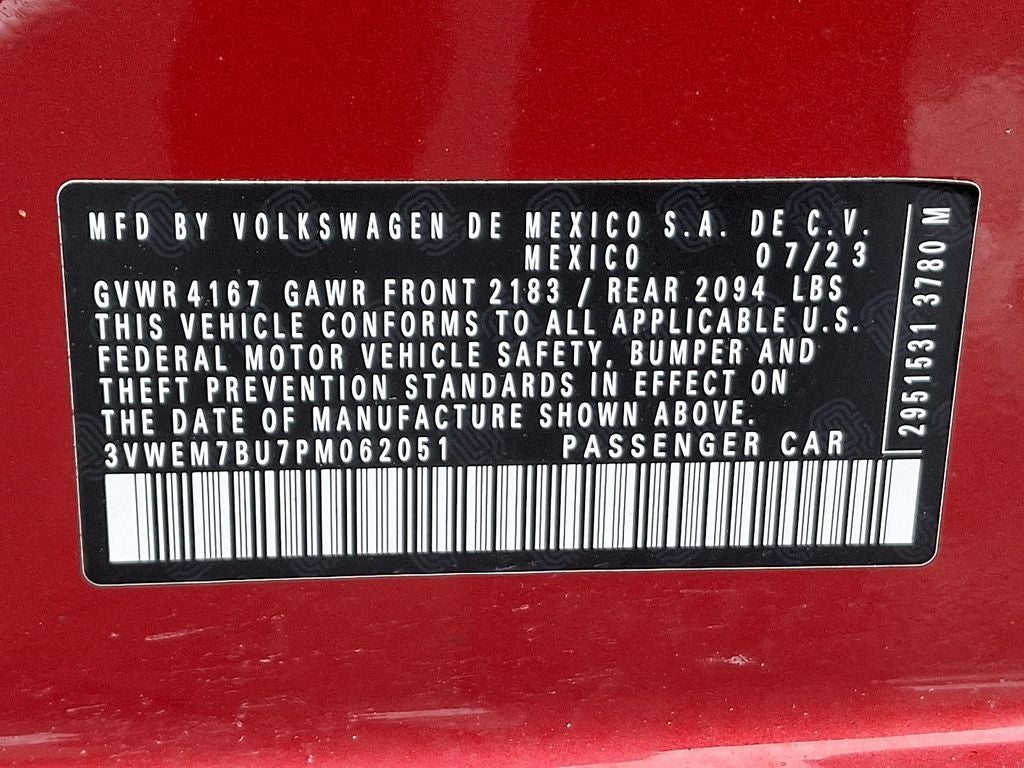 MFD BY VOLKSWAGEN DE MEXICO S.A. DE C.V.
MEXICO 07/23
GVWR 4167 GAWR FRONT 2183 / REAR 2094 LBS
THIS VEHICLE CONFORMS TO ALL APPLICABLE U.S.
FEDERAL MOTOR VEHICLE SAFETY, BUMPER AND
THEFT PREVENTION STANDARDS IN EFFECT ON
THE DATE OF MANUFACTURE SHOWN ABOVE.
3VWEM7BU7PM062051 PASSENGER CAR
2951531 3780 M